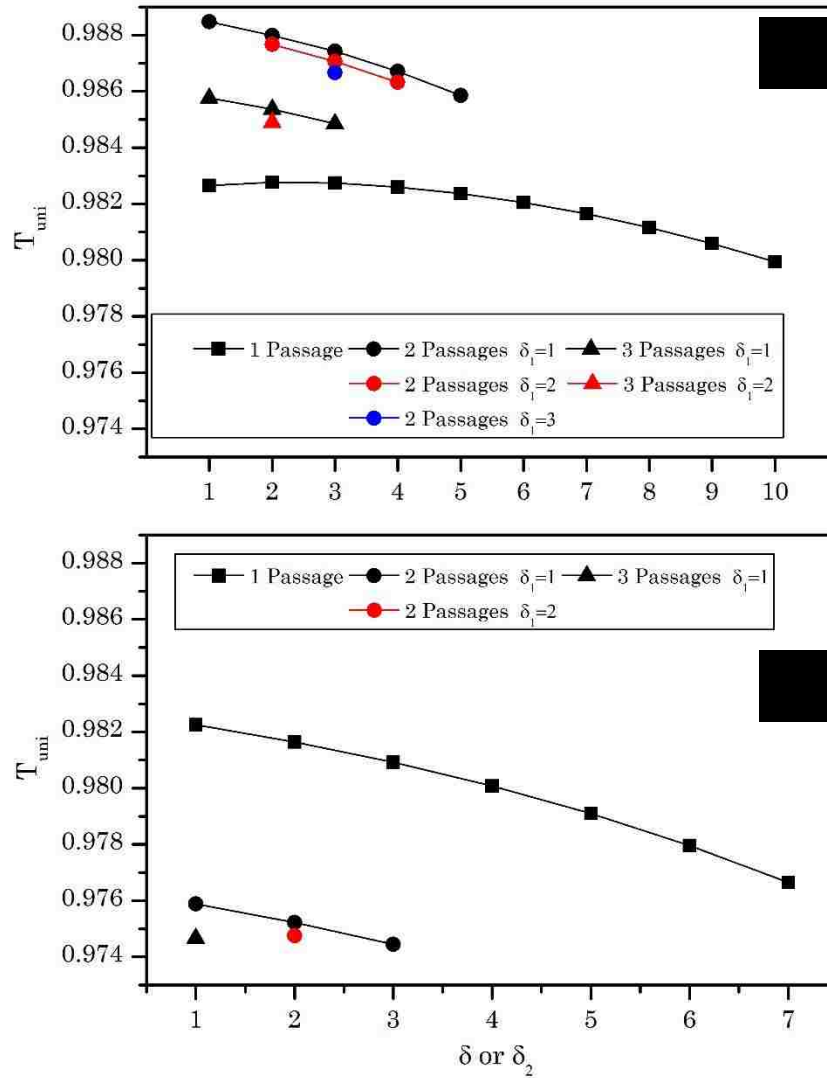 0.988
0.986
0.984
0.982
0.980
0.978
0.976
0.974
T uni
1 Passage 2 Passages δ₁=1 3 Passages δ₁=1
2 Passages δ₁=2 3 Passages δ₁=2
2 Passages δ₁=3
1 2 3 4 5 6 7 8 9 10
0.988
0.986
0.984
0.982
0.980
0.978
0.976
0.974
T uni
1 Passage 2 Passages δ₁=1 3 Passages δ₁=1
2 Passages δ₁=2
1 2 3 4 5 6 7
δ or δ₂